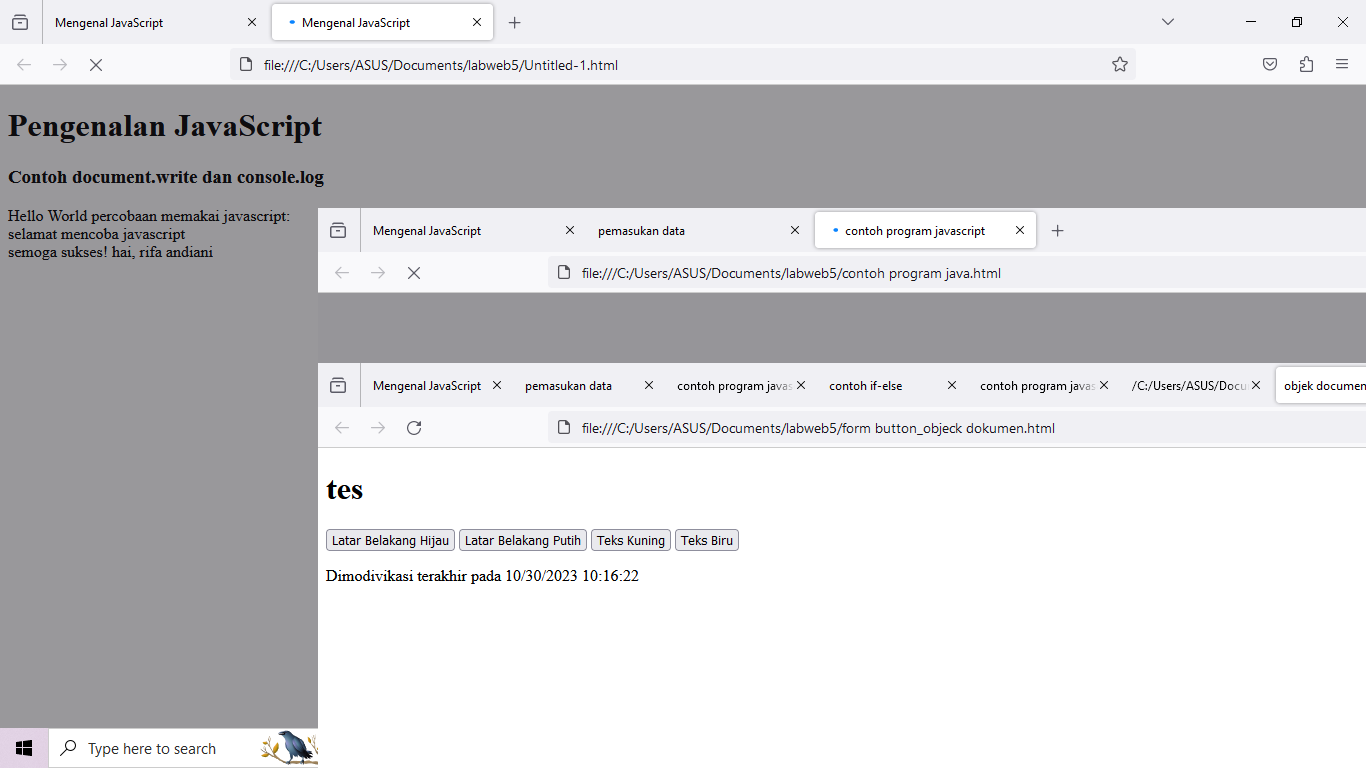 Mengenal JavaScript
Mengenal JavaScript
file:///C:/Users/ASUS/Documents/labweb5/Untitled-1.html
Pengenalan JavaScript
Contoh document.write dan console.log
Hello World percobaan memakai javascript:
selamat mencoba javascript
semoga sukses! hai, rifa andiani
Mengenal JavaScript
pemasukan data
contoh program javascript
file:///C:/Users/ASUS/Documents/labweb5/contoh program java.html
Mengenal JavaScript
pemasukan data
contoh program javas
contoh if-else
contoh program javas
/C:/Users/ASUS/Docu
objek documen
file:///C:/Users/ASUS/Documents/labweb5/form button_objeck dokumen.html
tes
Latar Belakang Hijau Latar Belakang Putih Teks Kuning Teks Biru
Dimodivikasi terakhir pada 10/30/2023 10:16:22
Type here to search